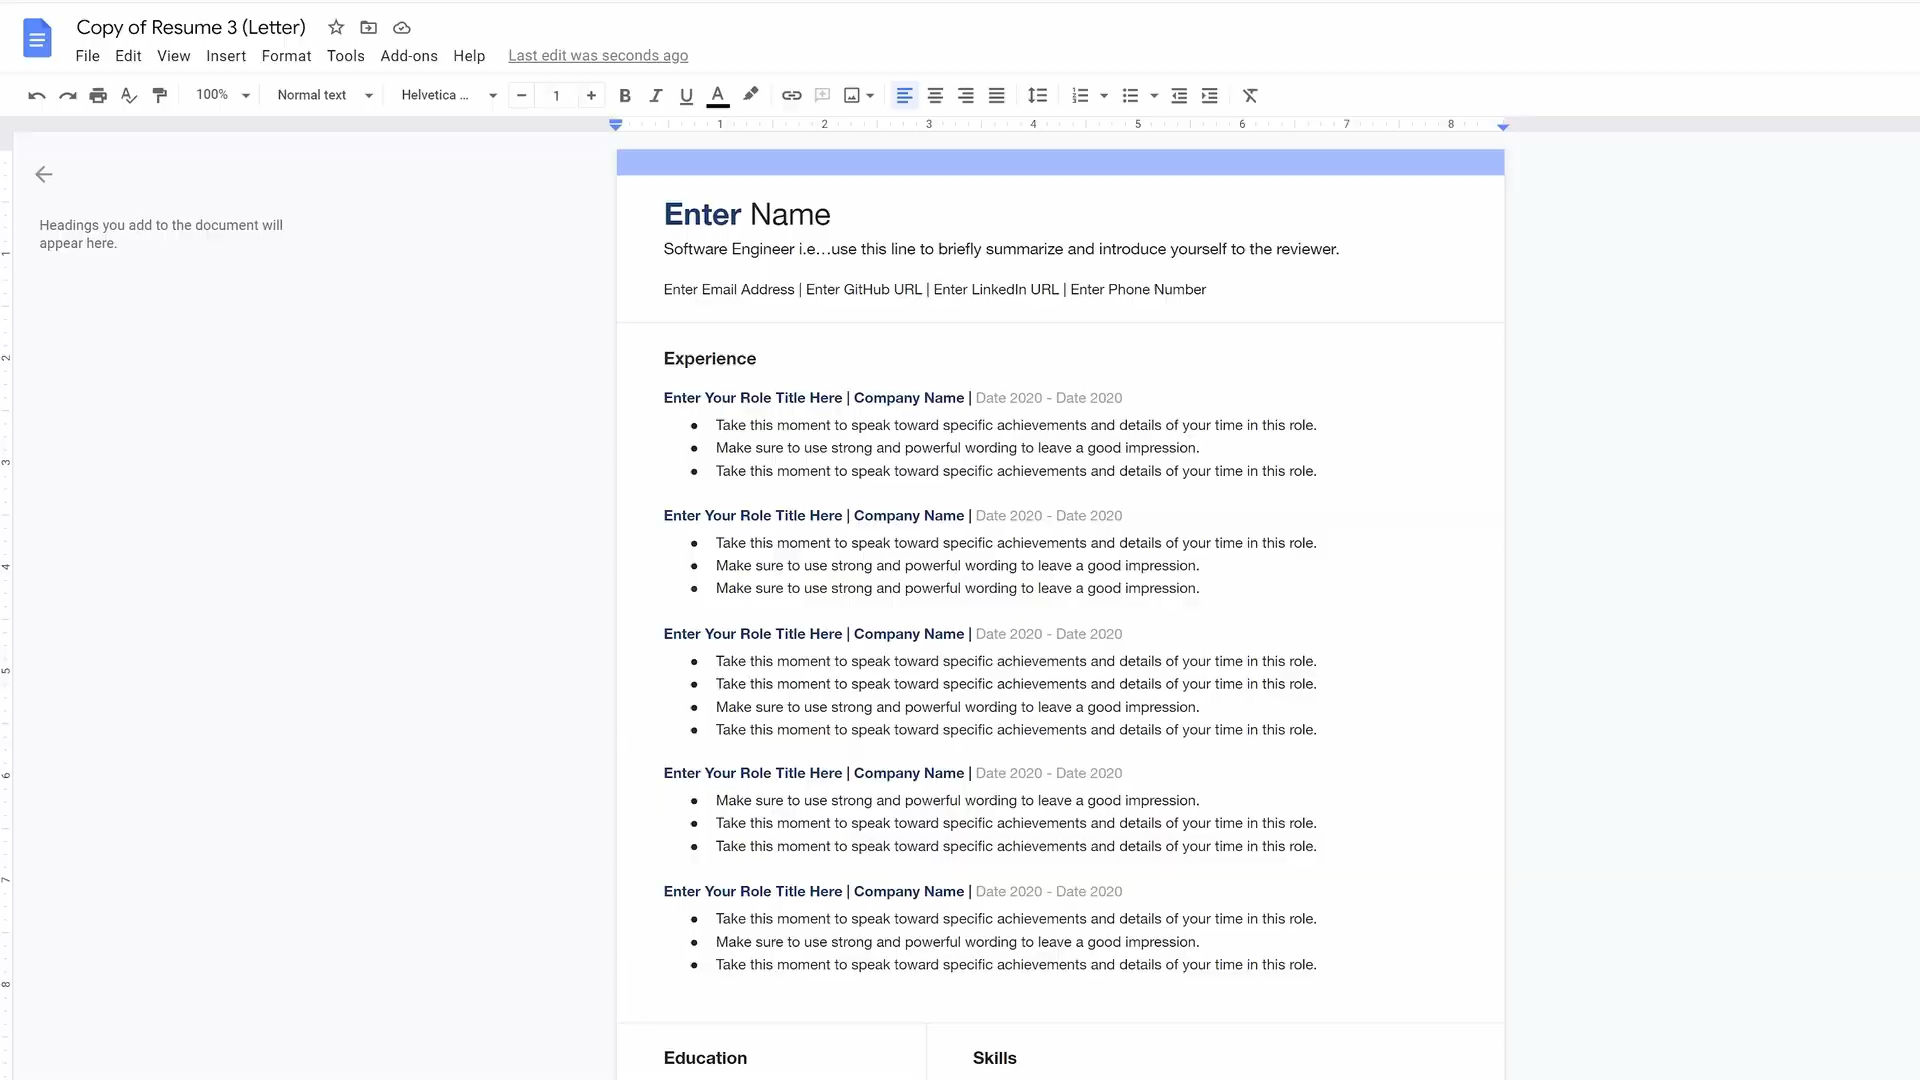 Copy of Resume 3 (Letter)
File Edit View Insert Format Tools Add-ons Help Last edit was seconds ago
100% Normal text Helvetica ... 1
1 2 3 4 5 6 7 8
Headings you add to the document will
appear here.
Enter Name
Software Engineer i.e…use this line to briefly summarize and introduce yourself to the reviewer.
Enter Email Address | Enter GitHub URL | Enter LinkedIn URL | Enter Phone Number
Experience
Enter Your Role Title Here | Company Name | Date 2020 - Date 2020
● Take this moment to speak toward specific achievements and details of your time in this role.
● Make sure to use strong and powerful wording to leave a good impression.
● Take this moment to speak toward specific achievements and details of your time in this role.
Enter Your Role Title Here | Company Name | Date 2020 - Date 2020
● Take this moment to speak toward specific achievements and details of your time in this role.
● Make sure to use strong and powerful wording to leave a good impression.
● Make sure to use strong and powerful wording to leave a good impression.
Enter Your Role Title Here | Company Name | Date 2020 - Date 2020
● Take this moment to speak toward specific achievements and details of your time in this role.
● Take this moment to speak toward specific achievements and details of your time in this role.
● Make sure to use strong and powerful wording to leave a good impression.
● Take this moment to speak toward specific achievements and details of your time in this role.
Enter Your Role Title Here | Company Name | Date 2020 - Date 2020
● Make sure to use strong and powerful wording to leave a good impression.
● Take this moment to speak toward specific achievements and details of your time in this role.
● Take this moment to speak toward specific achievements and details of your time in this role.
Enter Your Role Title Here | Company Name | Date 2020 - Date 2020
● Take this moment to speak toward specific achievements and details of your time in this role.
● Make sure to use strong and powerful wording to leave a good impression.
● Take this moment to speak toward specific achievements and details of your time in this role.
Education Skills
1
2
3
4
5
6
7
8